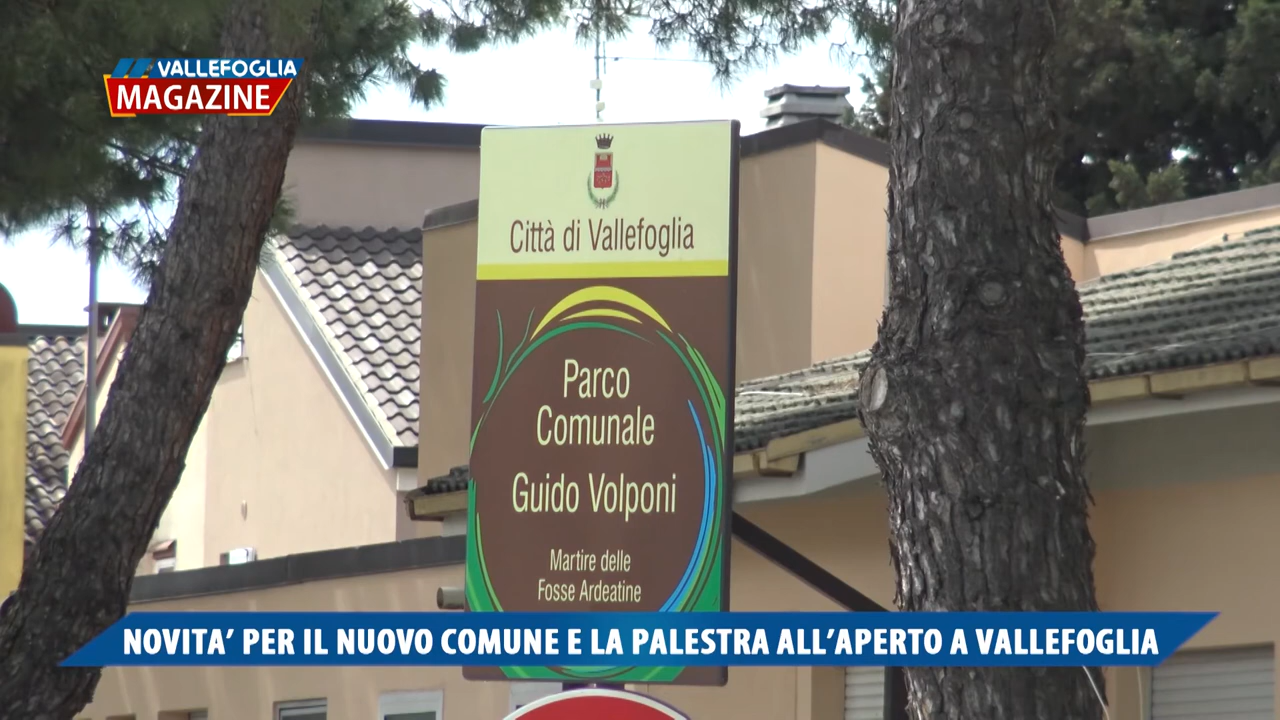 VALLEFOGLIA
MAGAZINE
Città di Vallefoglia
Parco
Comunale
Guido Volponi
Martire delle
Fosse Ardeatine
NOVITA’ PER IL NUOVO COMUNE E LA PALESTRA ALL’APERTO A VALLEFOGLIA